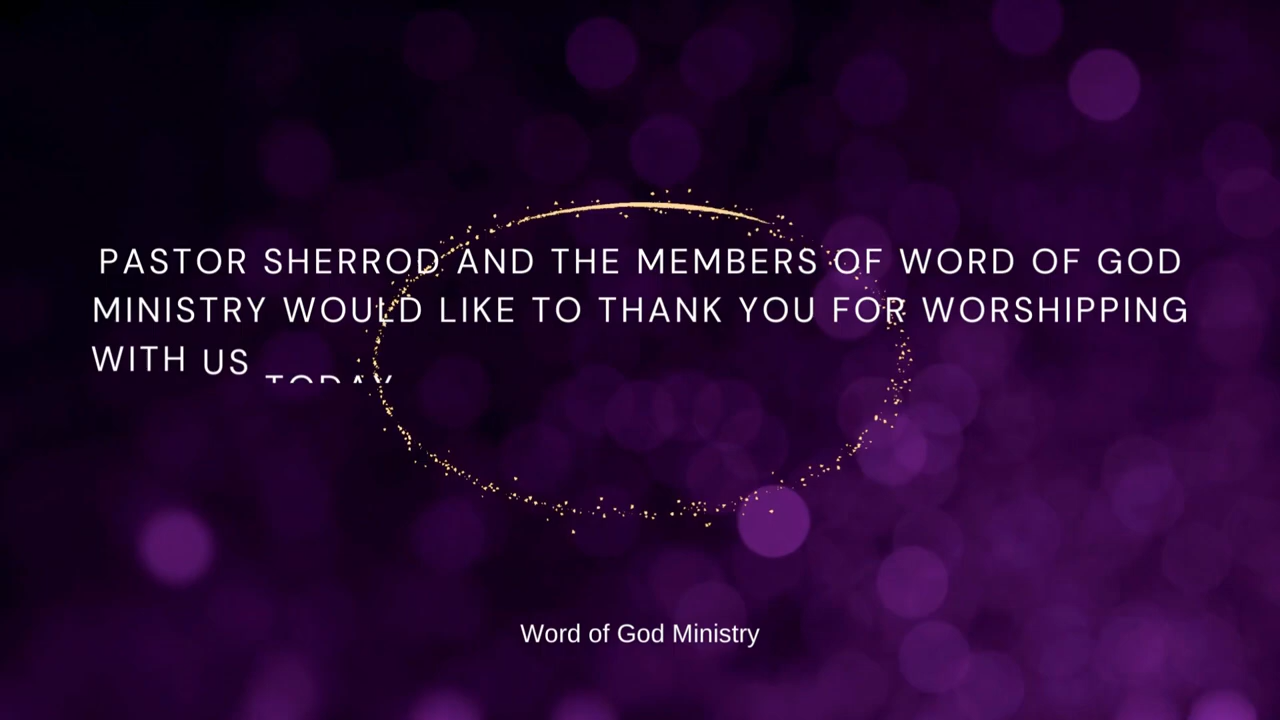 PASTOR SHERROD AND THE MEMBERS OF WORD OF GOD
MINISTRY WOULD LIKE TO THANK YOU FOR WORSHIPPING
WITH US TODAY
Word of God Ministry